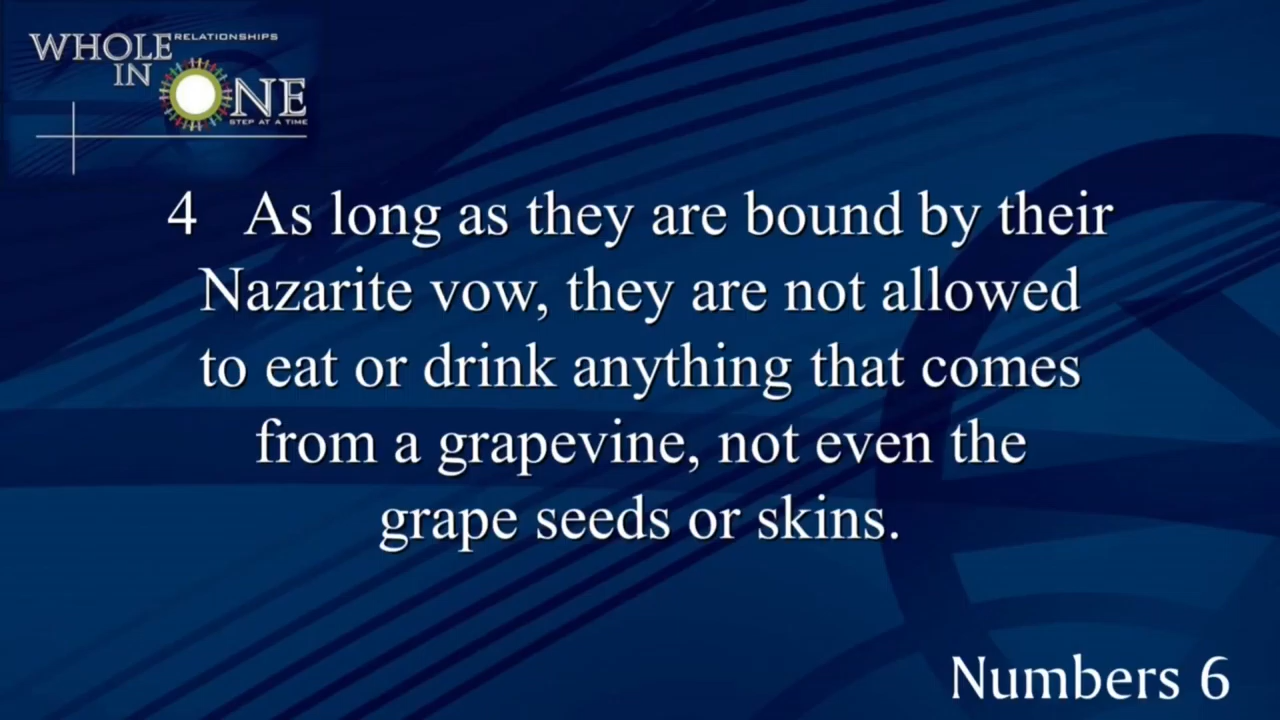 WHOLE RELATIONSHIPS
IN ONE
STEP AT A TIME
4 As long as they are bound by their
Nazarite vow, they are not allowed
to eat or drink anything that comes
from a grapevine, not even the
grape seeds or skins.
Numbers 6